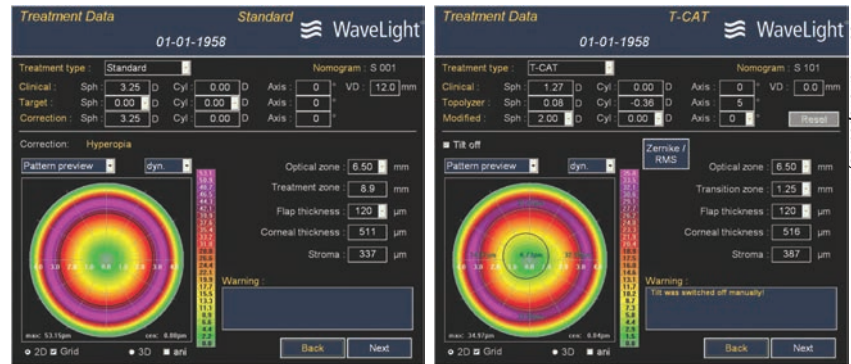 Treatment Data Standard
01-01-1958 WaveLight
Treatment type : Standard Nomogram : S 001
Clinical : Sph : 3.25 D Cyl : 0.00 D Axis : 0 ° VD : 12.0 mm
Target : Sph : 0.00 D Cyl : 0.00 D Axis : 0 °
Correction : Sph : 3.25 D Cyl : 0.00 D Axis : 0 °
Correction: Hyperopia
Pattern preview dyn.
Optical zone : 6.50 mm
Treatment zone : 8.9 mm
Flap thickness : 120 µm
Corneal thickness : 511 µm
Stroma : 337 µm
Warning :
max: 53.15µm cen: 0.00µm
2D Grid 3D ani
Back Next
Treatment Data T-CAT
01-01-1958 WaveLight
Treatment type : T-CAT Nomogram : S 101
Clinical : Sph : 1.27 D Cyl : 0.00 D Axis : 0 ° VD : 0.0 mm
Topolyzer : Sph : 0.08 D Cyl : -0.36 D Axis : 5 °
Modified : Sph : 2.00 D Cyl : 0.00 D Axis : 0 ° Reset
Tilt off
Zernike /
RMS
Pattern preview dyn.
Optical zone : 6.50 mm
Transition zone : 1.25 mm
Flap thickness : 120 µm
Corneal thickness : 516 µm
Stroma : 387 µm
Warning :
Tilt was switched off manually!
max: 34.97µm
2D Grid 3D ani
Back Next